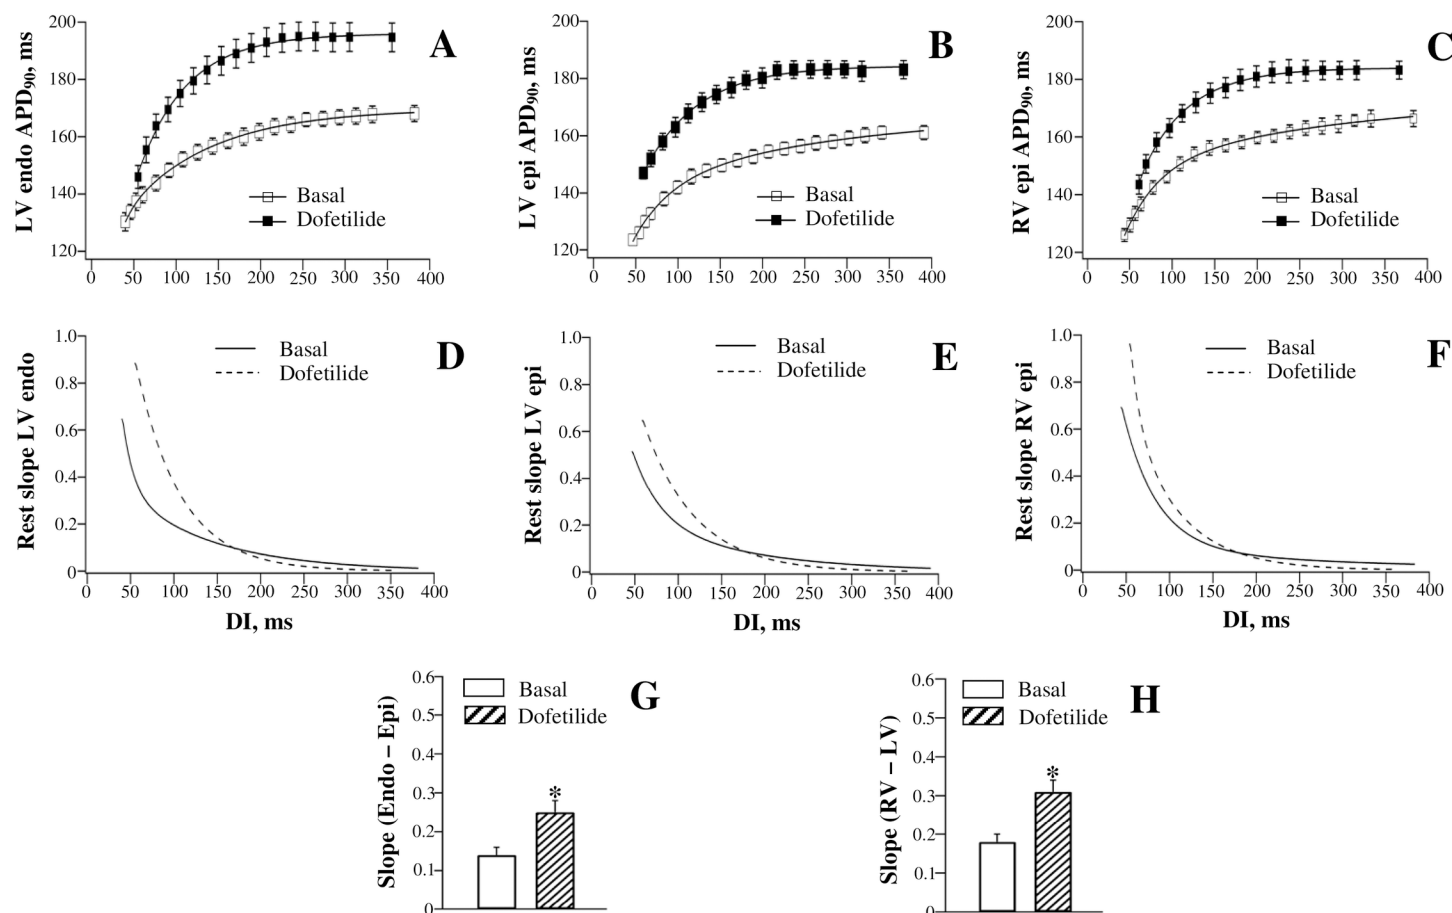 A
LV endo APD90, ms
200
180
160
140
120
0 50 100 150 200 250 300 350 400
Basal
Dofetilide
B
LV epi APD90, ms
200
180
160
140
120
0 50 100 150 200 250 300 350 400
Basal
Dofetilide
C
RV epi APD90, ms
200
180
160
140
120
0 50 100 150 200 250 300 350 400
Basal
Dofetilide
D
Rest slope LV endo
1.0
0.8
0.6
0.4
0.2
0
0 50 100 150 200 250 300 350 400
DI, ms
Basal
Dofetilide
E
Rest slope LV epi
1.0
0.8
0.6
0.4
0.2
0
0 50 100 150 200 250 300 350 400
DI, ms
Basal
Dofetilide
F
Rest slope RV epi
1.0
0.8
0.6
0.4
0.2
0
0 50 100 150 200 250 300 350 400
DI, ms
Basal
Dofetilide
G
Slope (Endo – Epi)
0.6
0.5
0.4
0.3
0.2
0.1
0
Basal
Dofetilide
*
H
Slope (RV – LV)
0.6
0.5
0.4
0.3
0.2
0.1
0
Basal
Dofetilide
*